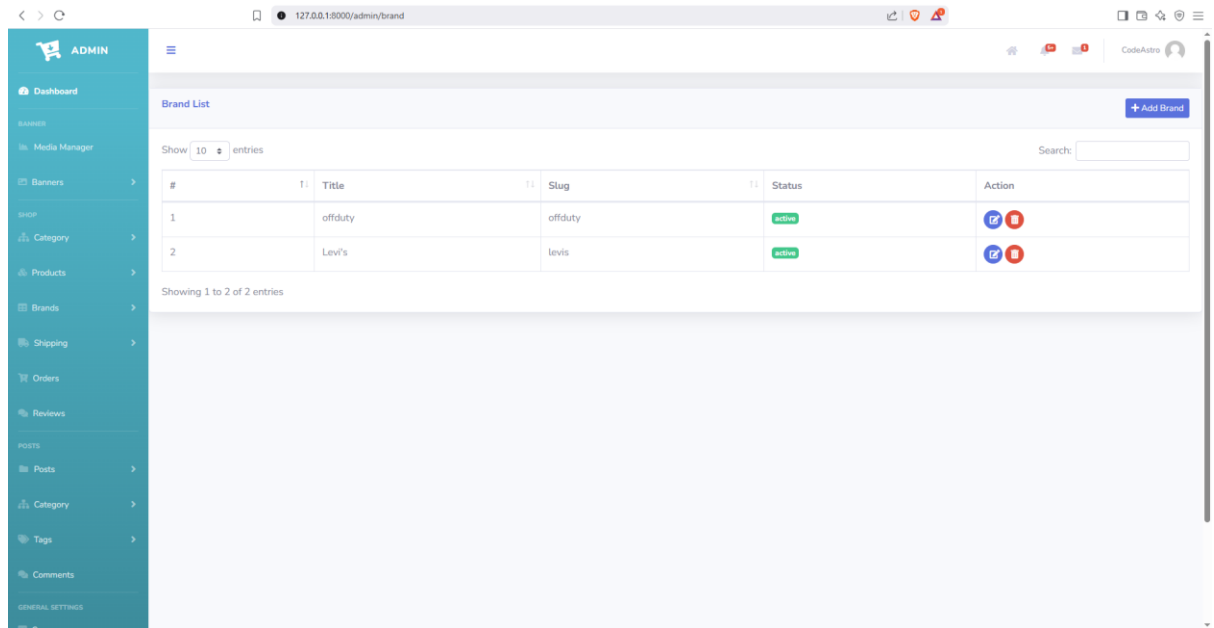 127.0.0.1:8000/admin/brand
ADMIN
CodeAstro
Dashboard
Brand List
+ Add Brand
BANNER
Media Manager
Show 10 entries
Search:
Banners
# Title Slug Status Action
SHOP
1 offduty offduty active
Category
2 Levi's levis active
Products
Showing 1 to 2 of 2 entries
Brands
Shipping
Orders
Reviews
POSTS
Posts
Category
Tags
Comments
GENERAL SETTINGS